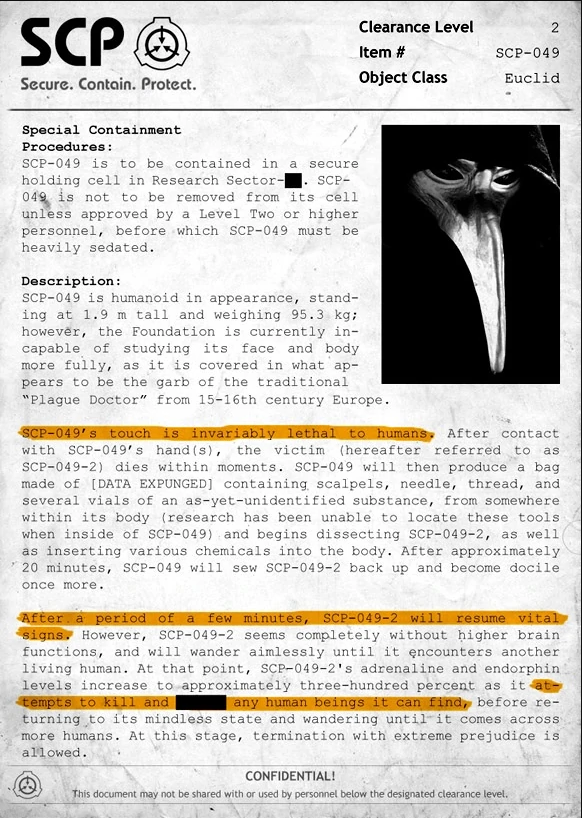 SCP
Secure. Contain. Protect.
Clearance Level 2
Item # SCP-049
Object Class Euclid
Special Containment
Procedures:
SCP-049 is to be contained in a secure
holding cell in Research Sector-. SCP-
049 is not to be removed from its cell
unless approved by a Level Two or higher
personnel, before which SCP-049 must be
heavily sedated.
Description:
SCP-049 is humanoid in appearance, stand-
ing at 1.9 m tall and weighing 95.3 kg;
however, the Foundation is currently in-
capable of studying its face and body
more fully, as it is covered in what ap-
pears to be the garb of the traditional
“Plague Doctor” from 15-16th century Europe.
SCP-049’s touch is invariably lethal to humans. After contact
with SCP-049’s hand(s), the victim (hereafter referred to as
SCP-049-2) dies within moments. SCP-049 will then produce a bag
made of [DATA EXPUNGED] containing scalpels, needle, thread, and
several vials of an as-yet-unidentified substance, from somewhere
within its body (research has been unable to locate these tools
when inside of SCP-049) and begins dissecting SCP-049-2, as well
as inserting various chemicals into the body. After approximately
20 minutes, SCP-049 will sew SCP-049-2 back up and become docile
once more.
After a period of a few minutes, SCP-049-2 will resume vital
signs. However, SCP-049-2 seems completely without higher brain
functions, and will wander aimlessly until it encounters another
living human. At that point, SCP-049-2's adrenaline and endorphin
levels increase to approximately three-hundred percent as it at-
tempts to kill and any human beings it can find, before re-
turning to its mindless state and wandering until it comes across
more humans. At this stage, termination with extreme prejudice is
allowed.
CONFIDENTIAL!
This document may not be shared with or used by personnel below the designated clearance level.